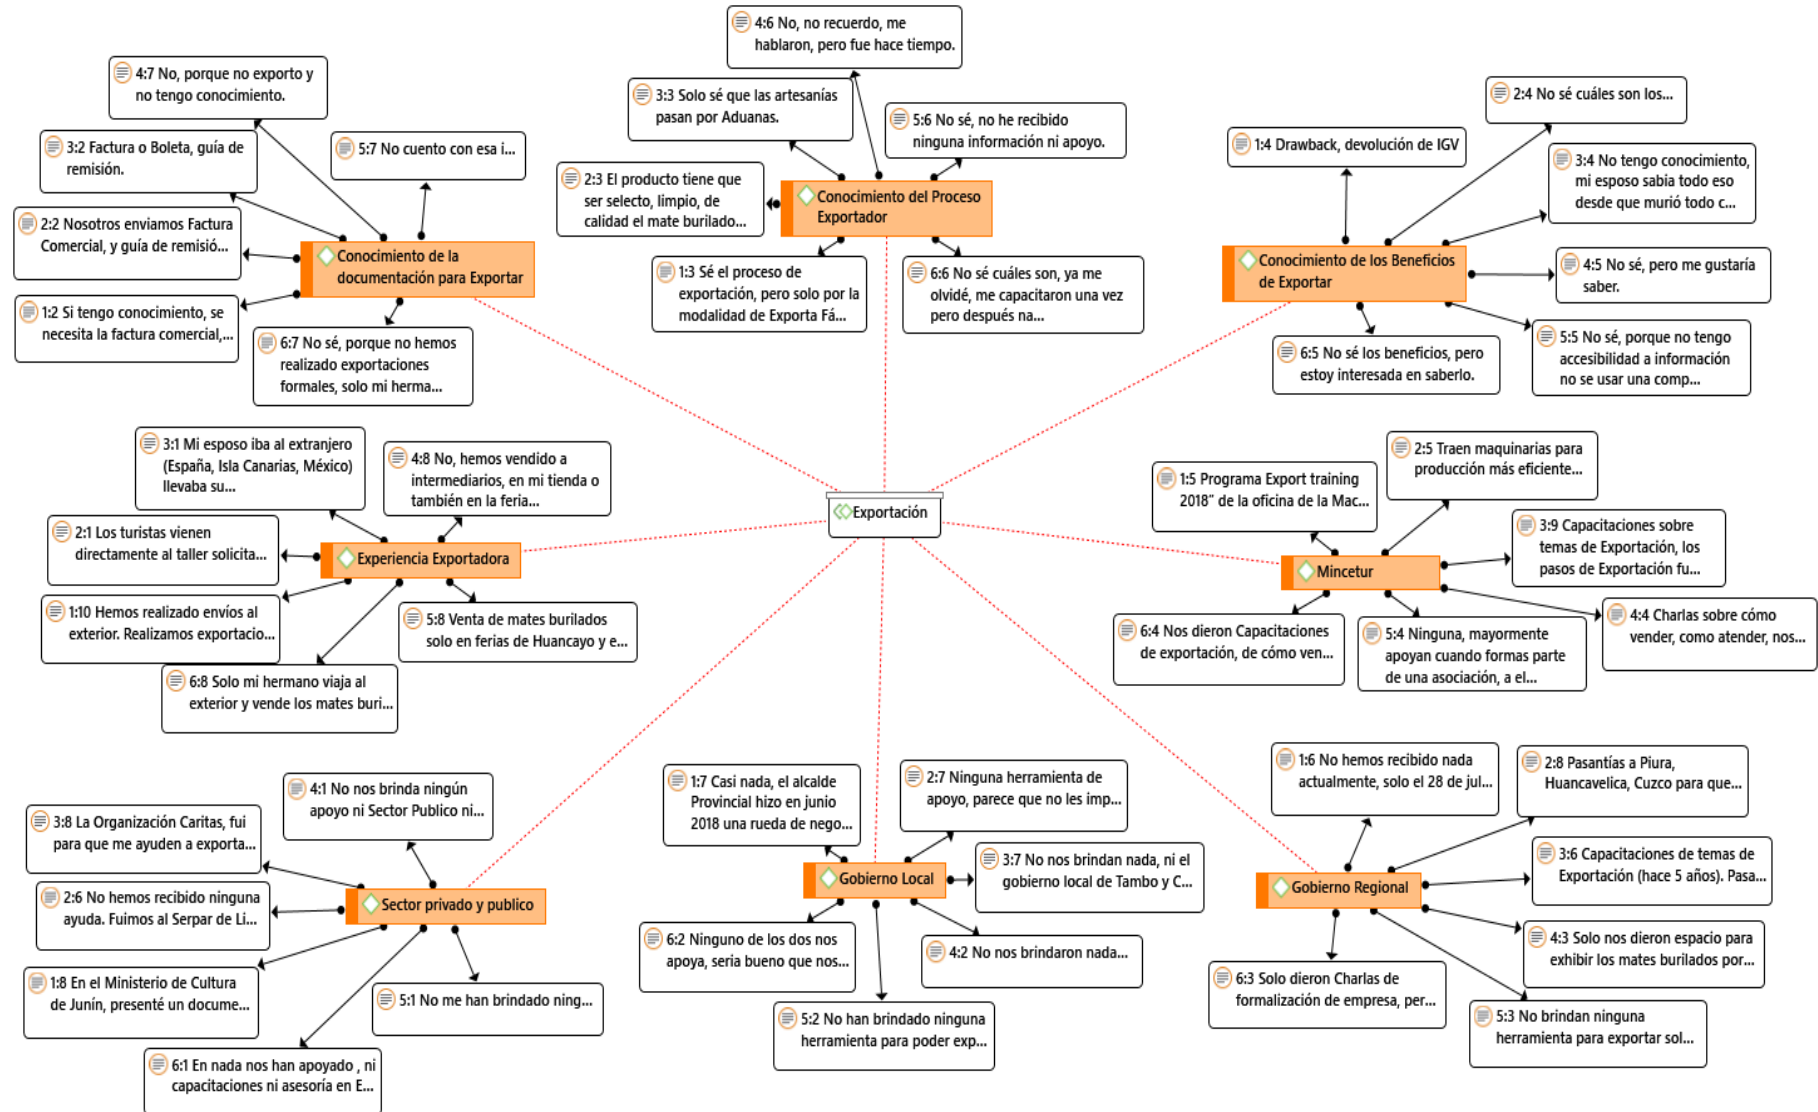 4:6 No, no recuerdo, me
hablaron, pero fue hace tiempo.
4:7 No, porque no exporto y
no tengo conocimiento.
3:3 Solo sé que las artesanías
pasan por Aduanas.
2:4 No sé cuáles son los...
3:2 Factura o Boleta, guía de
remisión.
5:7 No cuento con esa i...
5:6 No sé, no he recibido
ninguna información ni apoyo.
1:4 Drawback, devolución de IGV
3:4 No tengo conocimiento,
mi esposo sabia todo eso
desde que murió todo c...
2:3 El producto tiene que
ser selecto, limpio, de
calidad el mate burilado...
Conocimiento del Proceso
Exportador
2:2 Nosotros enviamos Factura
Comercial, y guía de remisió...
Conocimiento de la
documentación para Exportar
Conocimiento de los Beneficios
de Exportar
4:5 No sé, pero me gustaría
saber.
1:3 Sé el proceso de
exportación, pero solo por la
modalidad de Exporta Fá...
6:6 No sé cuáles son, ya me
olvidé, me capacitaron una vez
pero después na...
1:2 Si tengo conocimiento, se
necesita la factura comercial,...
6:7 No sé, porque no hemos
realizado exportaciones
formales, solo mi herma...
6:5 No sé los beneficios, pero
estoy interesada en saberlo.
5:5 No sé, porque no tengo
accesibilidad a información
no se usar una comp...
3:1 Mi esposo iba al extranjero
(España, Isla Canarias, México)
llevaba su...
4:8 No, hemos vendido a
intermediarios, en mi tienda o
también en la feria...
2:5 Traen maquinarias para
producción más eficiente...
1:5 Programa Export training
2018" de la oficina de la Mac...
Exportación
2:1 Los turistas vienen
directamente al taller solicita...
Experiencia Exportadora
Mincetur
3:9 Capacitaciones sobre
temas de Exportación, los
pasos de Exportación fu...
1:10 Hemos realizado envíos al
exterior. Realizamos exportacio...
5:8 Venta de mates burilados
solo en ferias de Huancayo y e...
6:4 Nos dieron Capacitaciones
de exportación, de cómo ven...
5:4 Ninguna, mayormente
apoyan cuando formas parte
de una asociación, a el...
4:4 Charlas sobre cómo
vender, como atender, nos...
6:8 Solo mi hermano viaja al
exterior y vende los mates buri...
4:1 No nos brinda ningún
apoyo ni Sector Publico ni...
1:7 Casi nada, el alcalde
Provincial hizo en junio
2018 una rueda de nego...
2:7 Ninguna herramienta de
apoyo, parece que no les imp...
1:6 No hemos recibido nada
actualmente, solo el 28 de jul...
2:8 Pasantías a Piura,
Huancavelica, Cuzco para que...
3:8 La Organización Caritas, fui
para que me ayuden a exporta...
3:7 No nos brindan nada, ni el
gobierno local de Tambo y C...
3:6 Capacitaciones de temas de
Exportación (hace 5 años). Pasa...
2:6 No hemos recibido ninguna
ayuda. Fuimos al Serpar de Li...
Sector privado y publico
Gobierno Local
Gobierno Regional
6:2 Ninguno de los dos nos
apoya, seria bueno que nos...
4:2 No nos brindaron nada...
4:3 Solo nos dieron espacio para
exhibir los mates burilados por...
1:8 En el Ministerio de Cultura
de Junín, presenté un docume...
5:1 No me han brindado ning...
6:3 Solo dieron Charlas de
formalización de empresa, per...
5:2 No han brindado ninguna
herramienta para poder exp...
5:3 No brindan ninguna
herramienta para exportar sol...
6:1 En nada nos han apoyado , ni
capacitaciones ni asesoría en E...